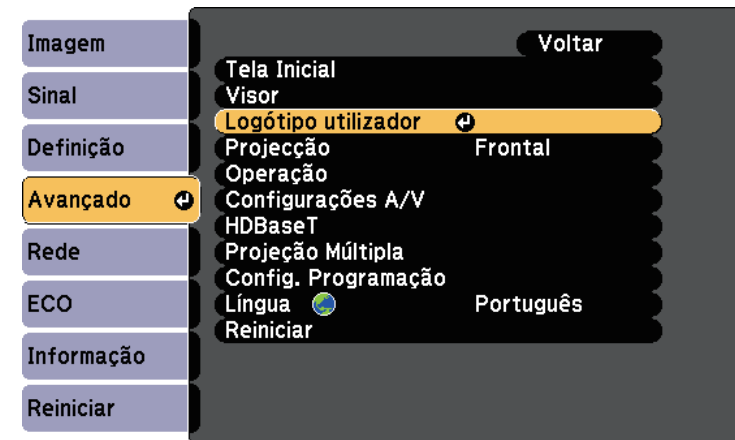 Imagem
Sinal
Definição
Avançado
Rede
ECO
Informação
Reiniciar
Voltar
Tela Inicial
Visor
Logótipo utilizador
Projecção Frontal
Operação
Configurações A/V
HDBaseT
Projeção Múltipla
Config. Programação
Língua Português
Reiniciar